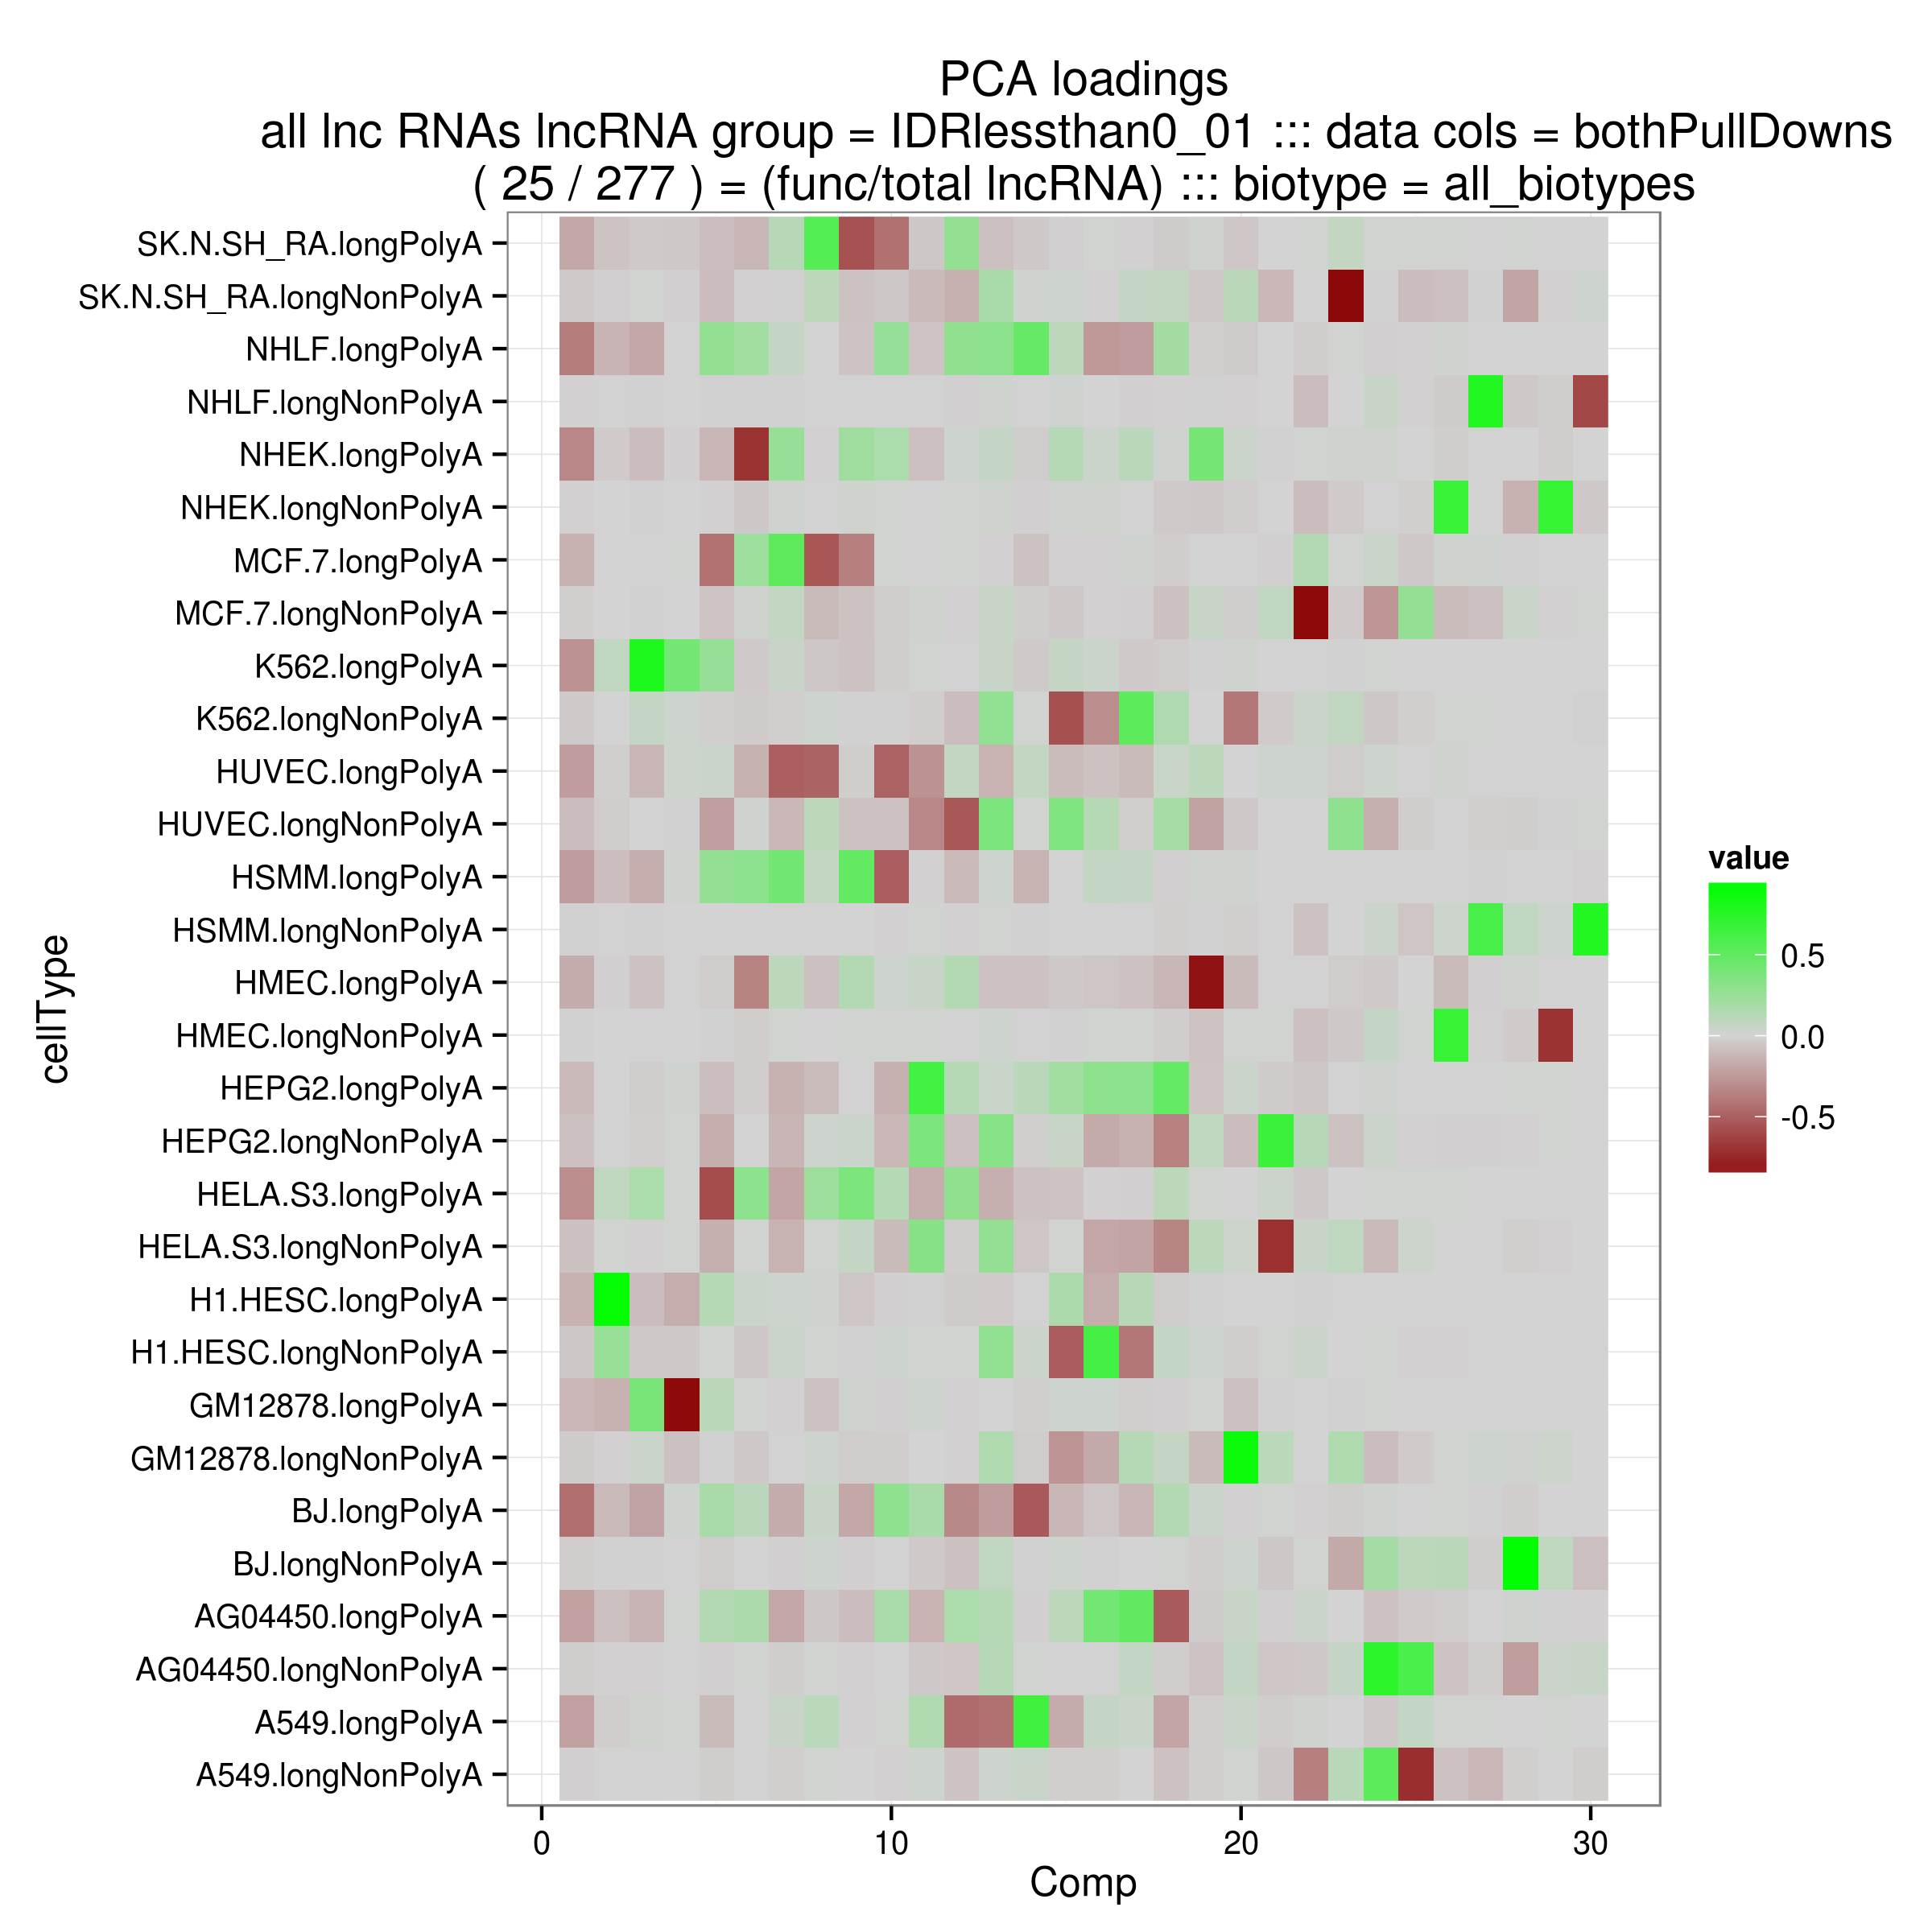 PCA loadings
all lnc RNAs lncRNA group = IDRlessthan0_01 ::: data cols = bothPullDowns
( 25 / 277 ) = (func/total lncRNA) ::: biotype = all_biotypes
SK.N.SH_RA.longPolyA
SK.N.SH_RA.longNonPolyA
NHLF.longPolyA
NHLF.longNonPolyA
NHEK.longPolyA
NHEK.longNonPolyA
MCF.7.longPolyA
MCF.7.longNonPolyA
K562.longPolyA
K562.longNonPolyA
HUVEC.longPolyA
HUVEC.longNonPolyA
HSMM.longPolyA
HSMM.longNonPolyA
HMEC.longPolyA
HMEC.longNonPolyA
HEPG2.longPolyA
HEPG2.longNonPolyA
HELA.S3.longPolyA
HELA.S3.longNonPolyA
H1.HESC.longPolyA
H1.HESC.longNonPolyA
GM12878.longPolyA
GM12878.longNonPolyA
BJ.longPolyA
BJ.longNonPolyA
AG04450.longPolyA
AG04450.longNonPolyA
A549.longPolyA
A549.longNonPolyA
cellType
0 10 20 30
Comp
value
0.5
0.0
-0.5